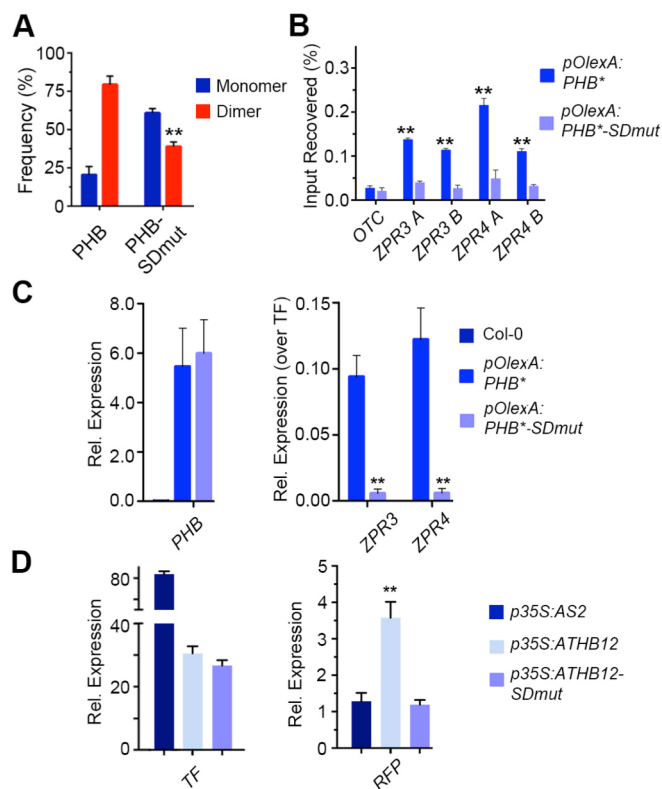 A
Frequency (%)
100
75
50
25
0
**
PHB
PHB-
SDmut
Monomer
Dimer
B
Input Recovered (%)
0.3
0.2
0.1
0.0
**
**
**
**
OTC
ZPR3 A
ZPR3 B
ZPR4 A
ZPR4 B
pOlexA:
PHB*
pOlexA:
PHB*-SDmut
C
Rel. Expression
8.0
6.0
4.0
2.0
0.0
PHB
Rel. Expression (over TF)
0.15
0.10
0.05
0.00
**
**
ZPR3
ZPR4
Col-0
pOlexA:
PHB*
pOlexA:
PHB*-SDmut
D
Rel. Expression
80
40
20
0
TF
Rel. Expression
5
4
3
2
1
0
**
RFP
p35S:AS2
p35S:ATHB12
p35S:ATHB12-
SDmut